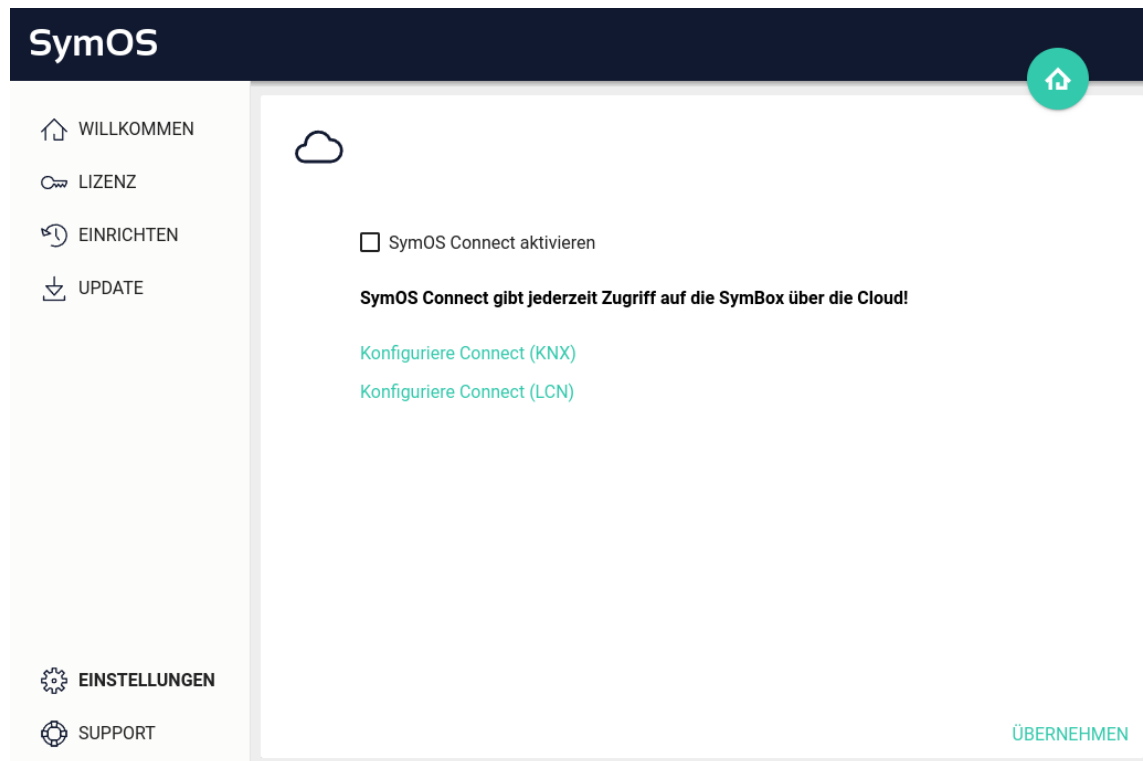 SymOS
WILLKOMMEN
LIZENZ
EINRICHTEN
UPDATE
SymOS Connect aktivieren
SymOS Connect gibt jederzeit Zugriff auf die SymBox über die Cloud!
Konfiguriere Connect (KNX)
Konfiguriere Connect (LCN)
EINSTELLUNGEN
SUPPORT
ÜBERNEHMEN